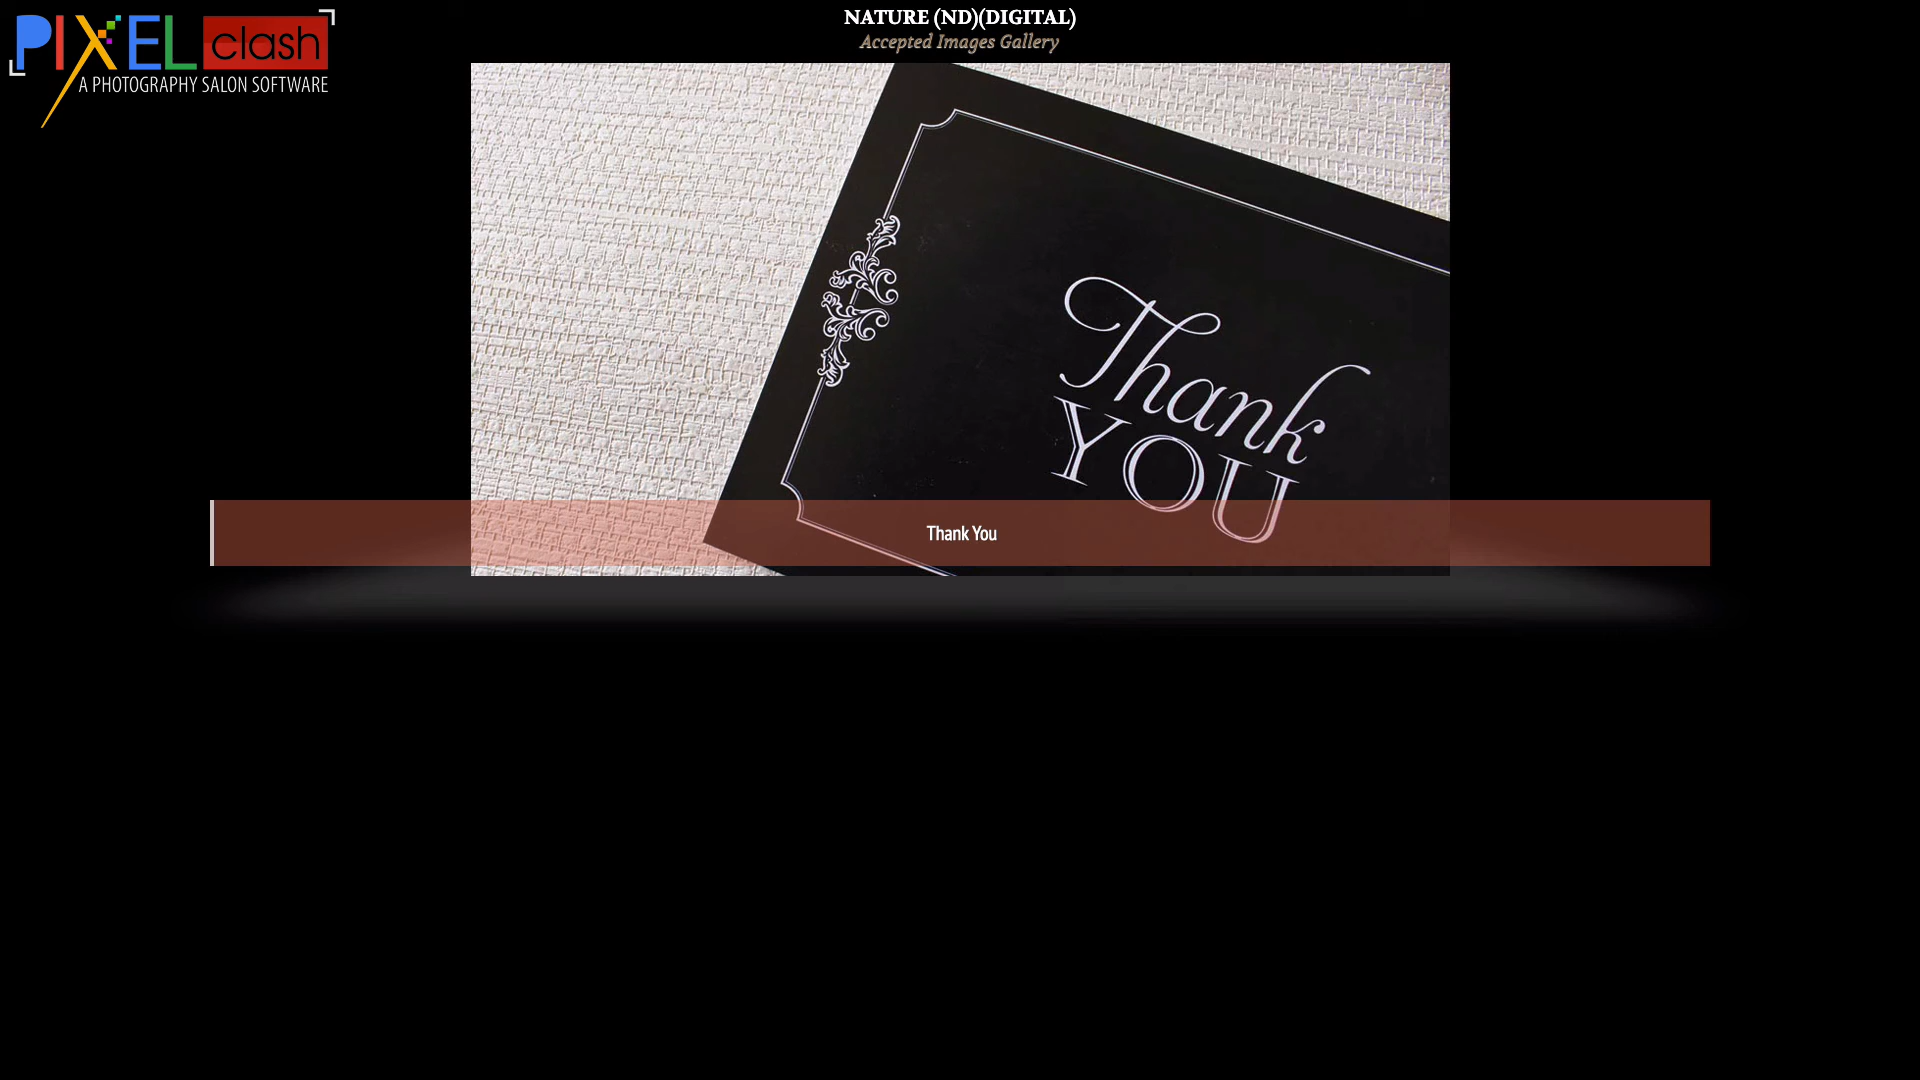 PIXEL clash
A PHOTOGRAPHY SALON SOFTWARE
NATURE (ND)(DIGITAL)
Accepted Images Gallery
Thank
YOU
Thank You